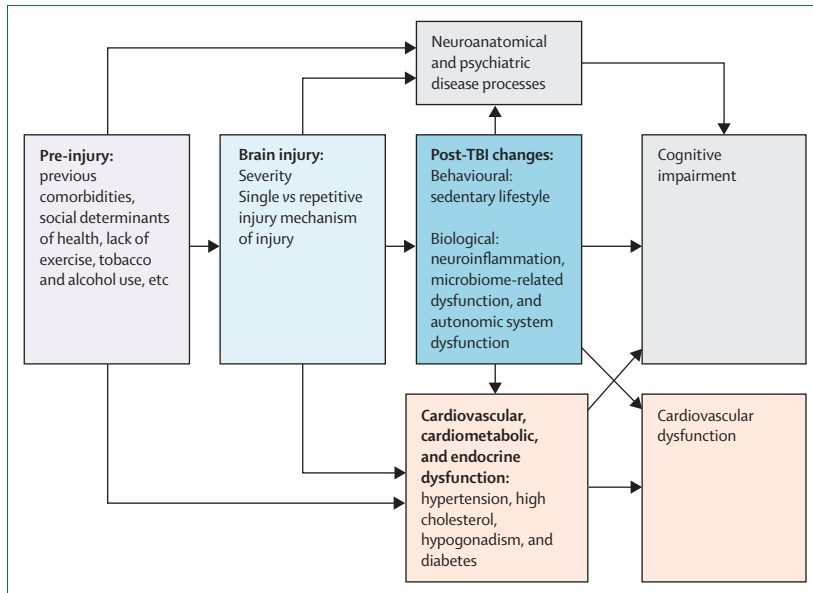 Neuroanatomical
and psychiatric
disease processes
Pre-injury:
previous
comorbidities,
social determinants
of health, lack of
exercise, tobacco
and alcohol use, etc
Brain injury:
Severity
Single vs repetitive
injury mechanism
of injury
Post-TBI changes:
Behavioural:
sedentary lifestyle
Biological:
neuroinflammation,
microbiome-related
dysfunction, and
autonomic system
dysfunction
Cognitive
impairment
Cardiovascular,
cardiometabolic,
and endocrine
dysfunction:
hypertension, high
cholesterol,
hypogonadism, and
diabetes
Cardiovascular
dysfunction